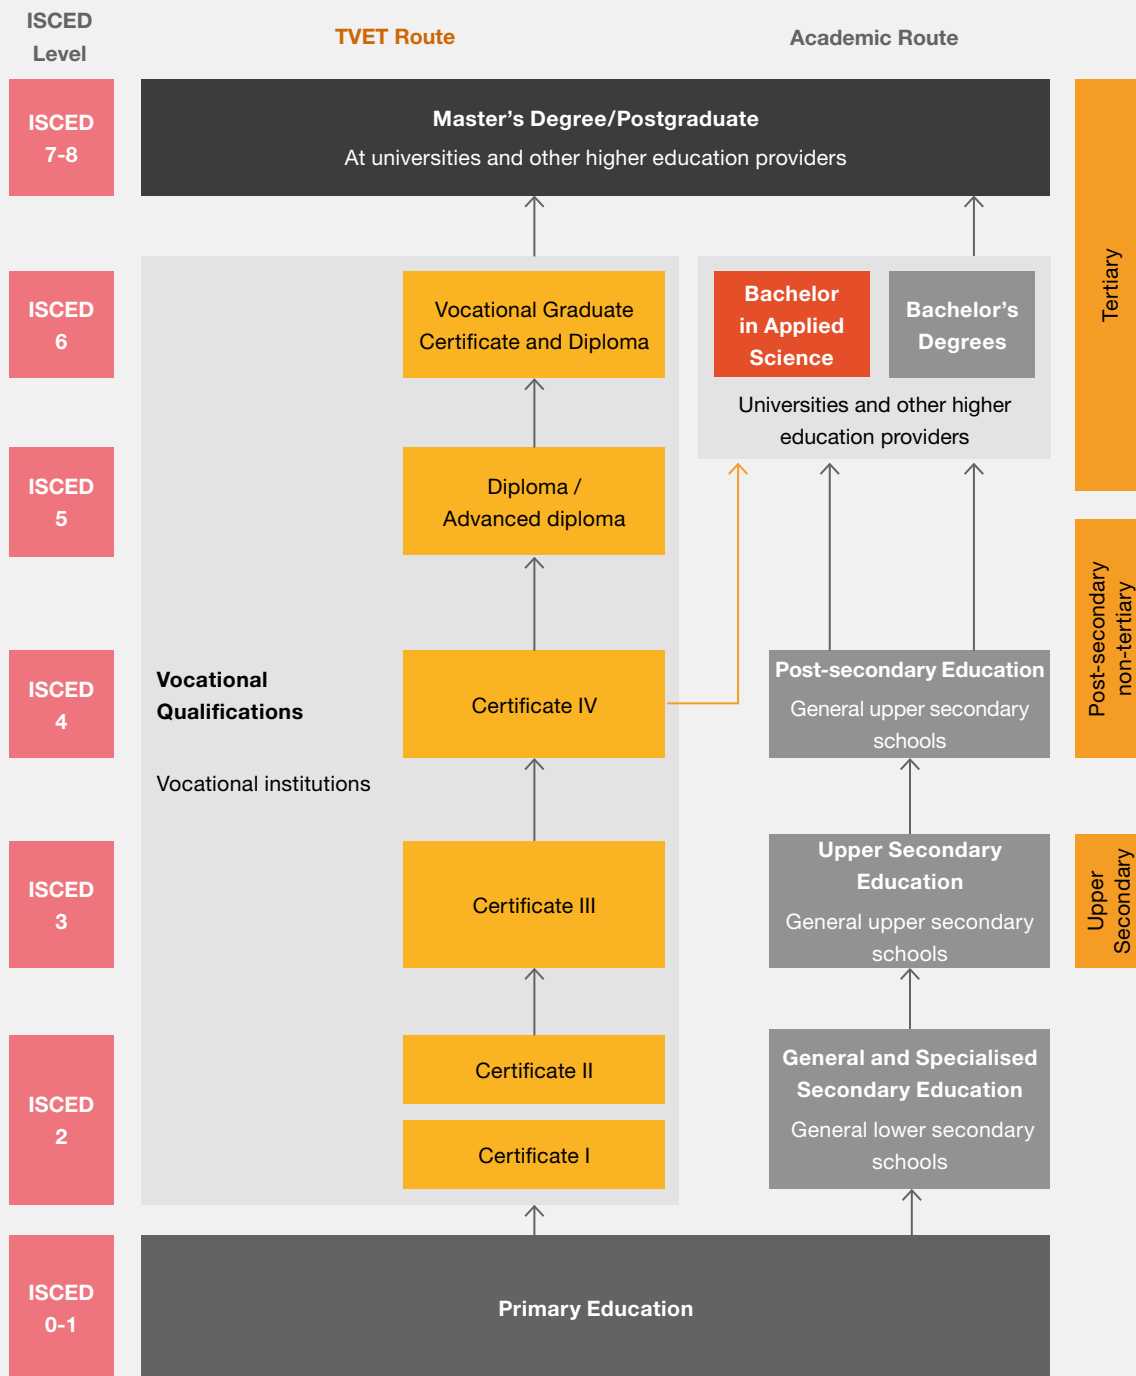 ISCED
Level
TVET Route
Academic Route
ISCED
7-8
Master's Degree/Postgraduate
At universities and other higher education providers
Tertiary
ISCED
6
Vocational Graduate
Certificate and Diploma
Bachelor
in Applied
Science
Bachelor's
Degrees
Universities and other higher
education providers
ISCED
5
Diploma /
Advanced diploma
Post-secondary
non-tertiary
ISCED
4
Vocational
Qualifications
Vocational institutions
Certificate IV
Post-secondary Education
General upper secondary
schools
ISCED
3
Certificate III
Upper Secondary
Education
General upper secondary
schools
Upper
Secondary
ISCED
2
Certificate II
Certificate I
General and Specialised
Secondary Education
General lower secondary
schools
ISCED
0-1
Primary Education